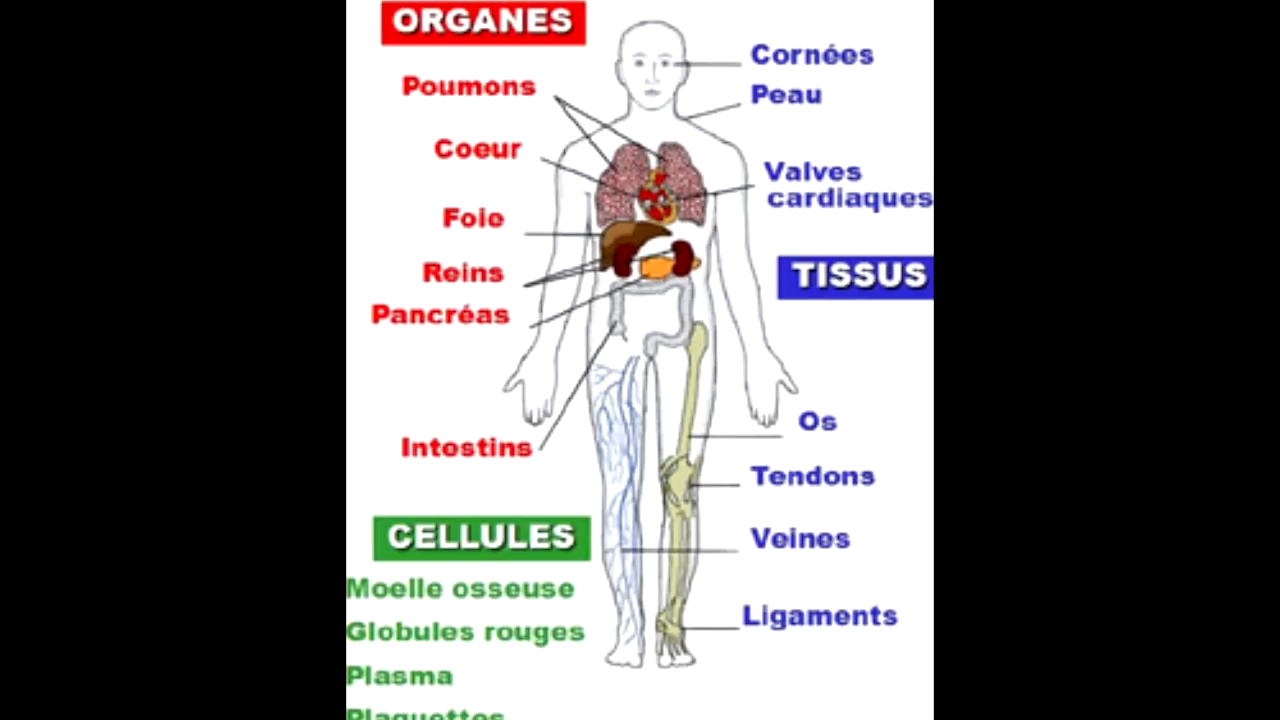 ORGANES
Poumons
Coeur
Foie
Reins
Pancréas
Intostins
CELLULES
Moelle osseuse
Globules rouges
Plasma
Plaquettes
Cornées
Peau
Valves
cardiaques
TISSUS
Os
Tendons
Veines
Ligaments